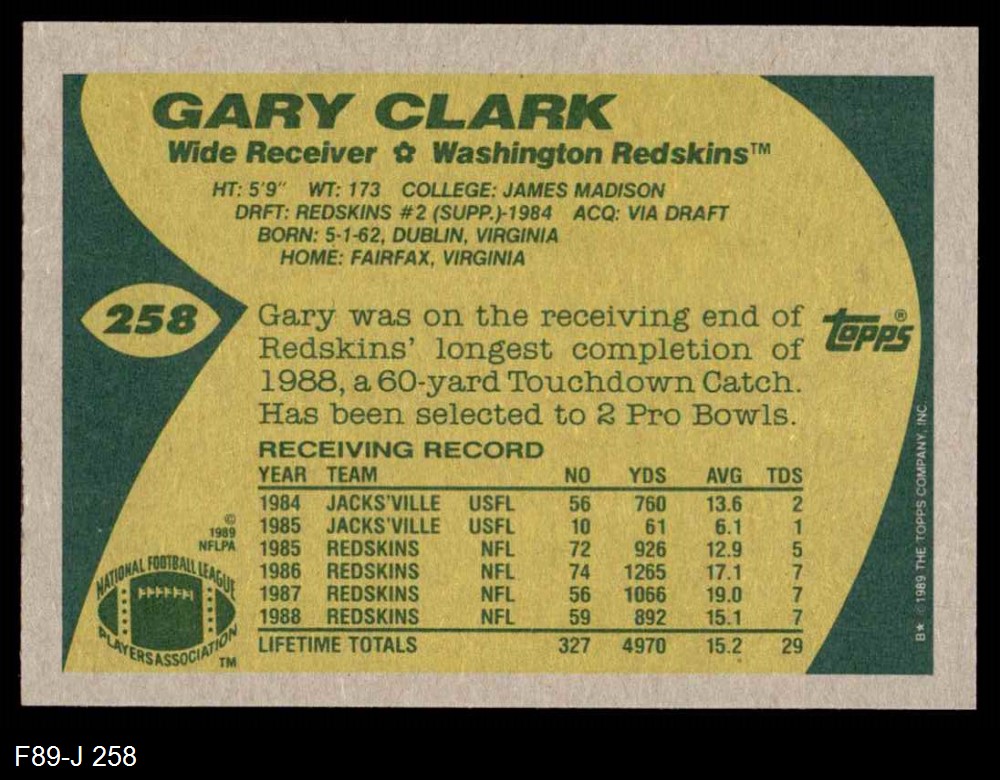 GARY CLARK
Wide Receiver ✿ Washington Redskins™
HT: 5'9" WT: 173 COLLEGE: JAMES MADISON
DRFT: REDSKINS #2 (SUPP.)-1984 ACQ: VIA DRAFT
BORN: 5-1-62, DUBLIN, VIRGINIA
HOME: FAIRFAX, VIRGINIA
258
Gary was on the receiving end of
Redskins' longest completion of
1988, a 60-yard Touchdown Catch.
Has been selected to 2 Pro Bowls.
topps®
RECEIVING RECORD
YEAR TEAM NO YDS AVG TDS
1984 JACKS'VILLE USFL 56 760 13.6 2
1985 JACKS'VILLE USFL 10 61 6.1 1
1985 REDSKINS NFL 72 926 12.9 5
1986 REDSKINS NFL 74 1265 17.1 7
1987 REDSKINS NFL 56 1066 19.0 7
1988 REDSKINS NFL 59 892 15.1 7
LIFETIME TOTALS 327 4970 15.2 29
©
1989
NFLPA
NATIONAL FOOTBALL LEAGUE
PLAYERS ASSOCIATION
TM
B★ © 1989 THE TOPPS COMPANY, INC.
F89-J 258